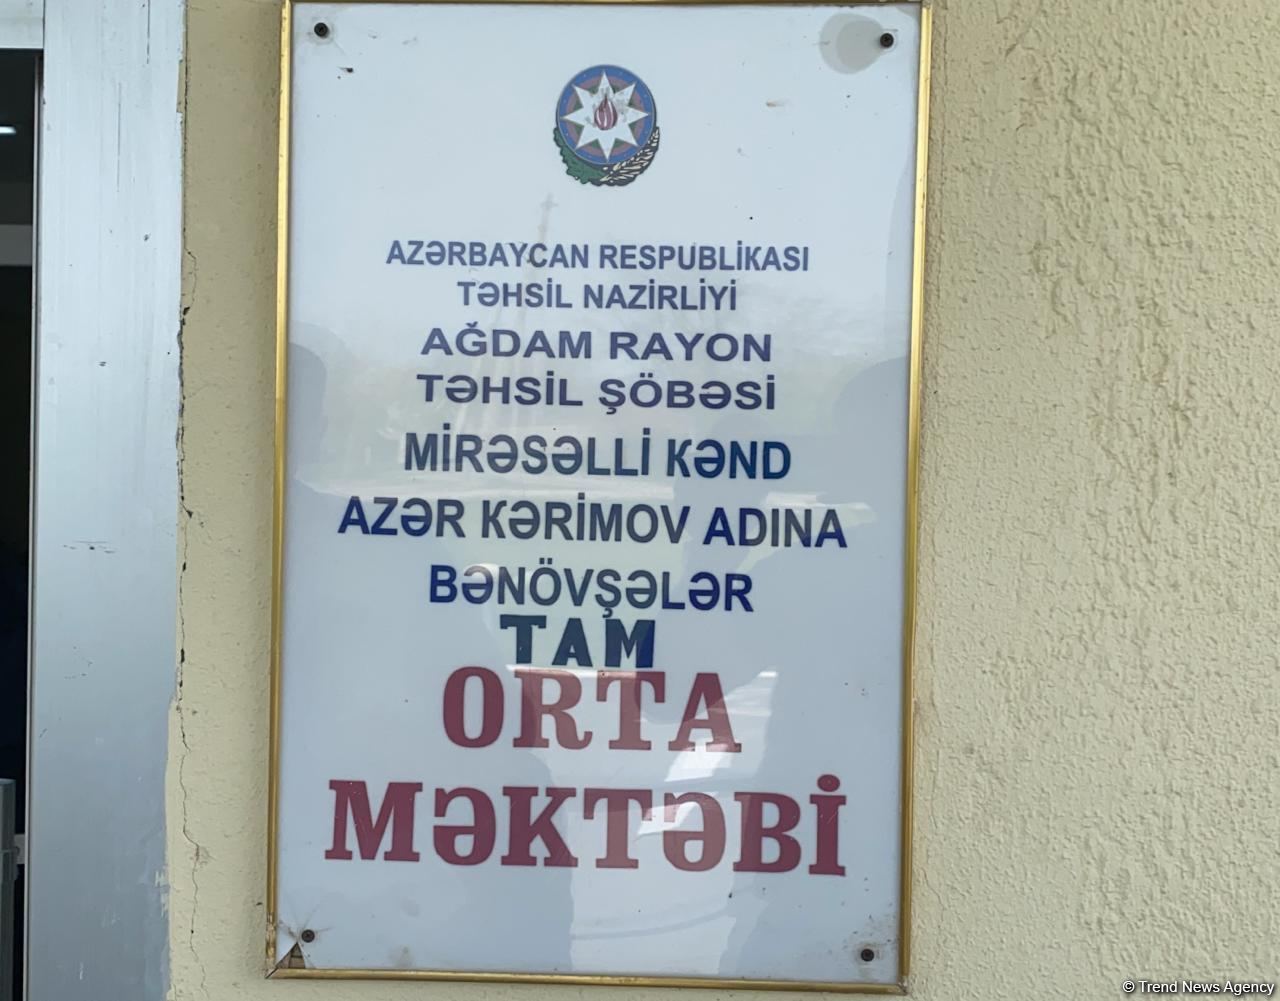 AZƏRBAYCAN RESPUBLİKASI
TƏHSİL NAZİRLİYİ
AĞDAM RAYON
TƏHSİL ŞÖBƏSİ
MİRƏSƏLLİ KƏND
AZƏR KƏRİMOV ADINA
BƏNÖVŞƏLƏR
TAM
ORTA
MƏKTƏBİ
© Trend News Agency